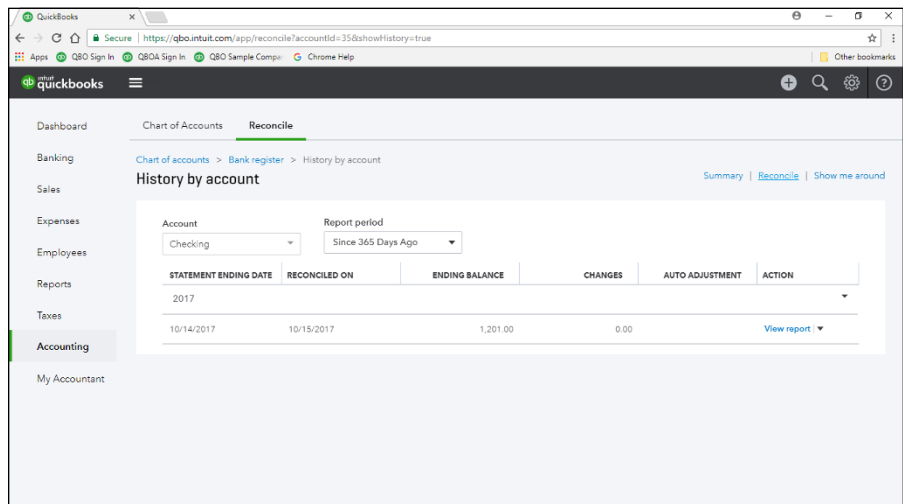 QuickBooks
Secure https://qbo.intuit.com/app/reconcile?accountId=35&showHistory=true
Apps QBO Sign In QBOA Sign In QBO Sample Compa Chrome Help Other bookmarks
intuit quickbooks
Dashboard
Banking
Sales
Expenses
Employees
Reports
Taxes
Accounting
My Accountant
Chart of Accounts Reconcile
Chart of accounts > Bank register > History by account
History by account
Summary | Reconcile | Show me around
Account Report period
Checking Since 365 Days Ago
STATEMENT ENDING DATE RECONCILED ON ENDING BALANCE CHANGES AUTO ADJUSTMENT ACTION
2017
10/14/2017 10/15/2017 1,201.00 0.00 View report